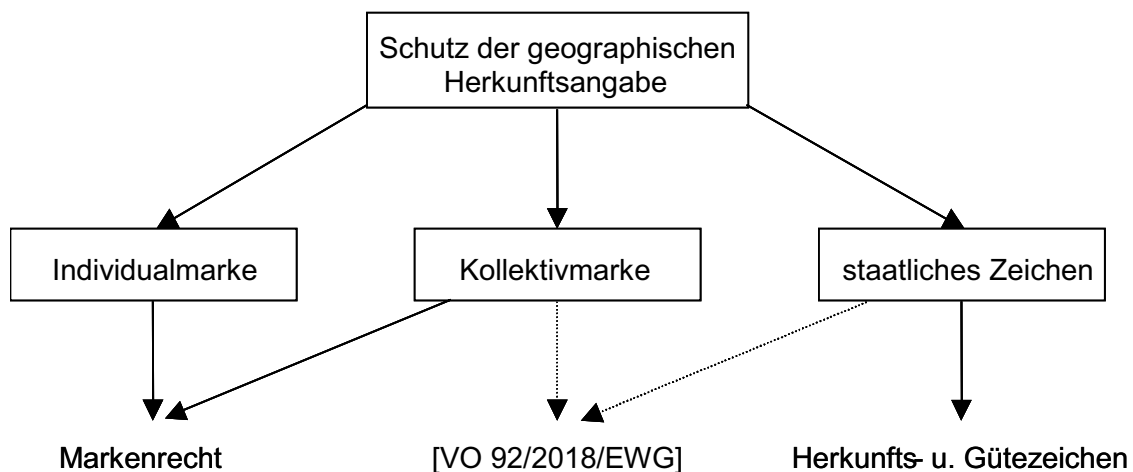 Schutz der geographischen
Herkunftsangabe
Individualmarke
Kollektivmarke
staatliches Zeichen
Markenrecht
[VO 92/2018/EWG]
Herkunfts- u. Gütezeichen